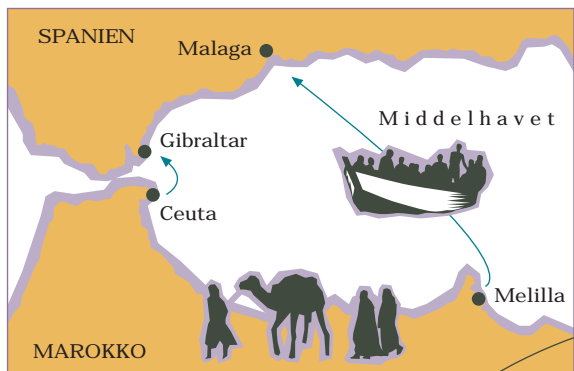 SPANIEN
Malaga
Middelhavet
Gibraltar
Ceuta
Melilla
MAROKKO